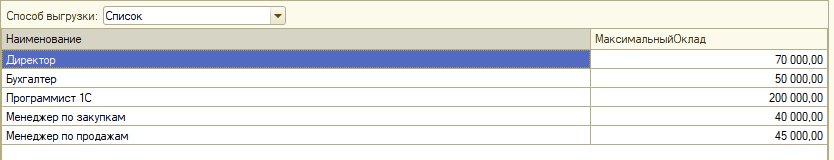 Способ выгрузки: Список
Наименование МаксимальныйОклад
Директор 70 000,00
Бухгалтер 50 000,00
Программист 1С 200 000,00
Менеджер по закупкам 40 000,00
Менеджер по продажам 45 000,00